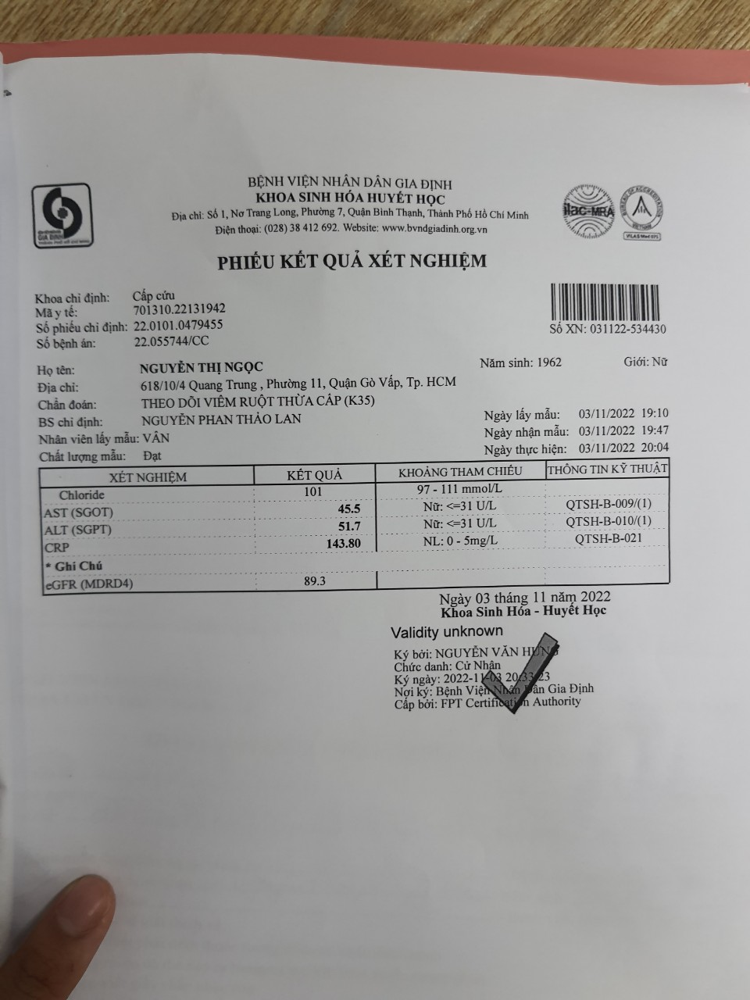 BỆNH VIỆN NHÂN DÂN GIA ĐỊNH
KHOA SINH HÓA HUYẾT HỌC
Địa chỉ: Số 1, Nơ Trang Long, Phường 7, Quận Bình Thạnh, Thành Phố Hồ Chí Minh
Điện thoại: (028) 38 412 692. Website: www.bvndgiadinh.org.vn
GIA ĐỊNH
ilac-MRA
BUREAU OF ACCREDITATION
VIETNAM
PHIẾU KẾT QUẢ XÉT NGHIỆM
Khoa chỉ định: Cấp cứu
Mã y tế: 701310.22131942
Số phiếu chỉ định: 22.0101.0479455
Số bệnh án: 22.055744/CC
Số XN: 031122-534430
Họ tên: NGUYỄN THỊ NGỌC Năm sinh: 1962 Giới: Nữ
Địa chỉ: 618/10/4 Quang Trung , Phường 11, Quận Gò Vấp, Tp. HCM
Chẩn đoán: THEO DÕI VIÊM RUỘT THỪA CẤP (K35)
BS chỉ định: NGUYỄN PHAN THẢO LAN Ngày lấy mẫu: 03/11/2022 19:10
Nhân viên lấy mẫu: VÂN Ngày nhận mẫu: 03/11/2022 19:47
Chất lượng mẫu: Đạt Ngày thực hiện: 03/11/2022 20:04
XÉT NGHIỆM KẾT QUẢ KHOẢNG THAM CHIẾU THÔNG TIN KỸ THUẬT
Chloride 101 97 - 111 mmol/L
AST (SGOT) 45.5 Nữ: <=31 U/L QTSH-B-009/(1)
ALT (SGPT) 51.7 Nữ: <=31 U/L QTSH-B-010/(1)
CRP 143.80 NL: 0 - 5mg/L QTSH-B-021
* Ghi Chú
eGFR (MDRD4) 89.3
Ngày 03 tháng 11 năm 2022
Khoa Sinh Hóa - Huyết Học
Validity unknown
Ký bởi: NGUYỄN VĂN HÙNG
Chức danh: Cử Nhân
Ký ngày: 2022-11-03 20:33:23
Nơi ký: Bệnh Viện Nhân Dân Gia Định
Cấp bởi: FPT Certification Authority